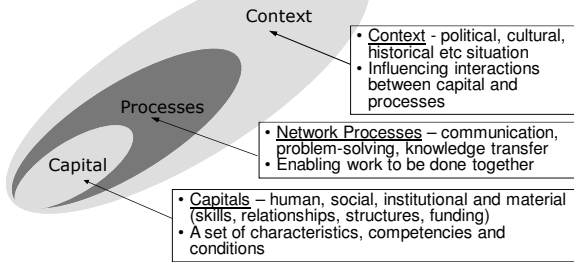 Context
• Context - political, cultural,
historical etc situation
• Influencing interactions
between capital and
processes
Processes
• Network Processes – communication,
problem-solving, knowledge transfer
• Enabling work to be done together
Capital
• Capitals – human, social, institutional and material
(skills, relationships, structures, funding)
• A set of characteristics, competencies and
conditions